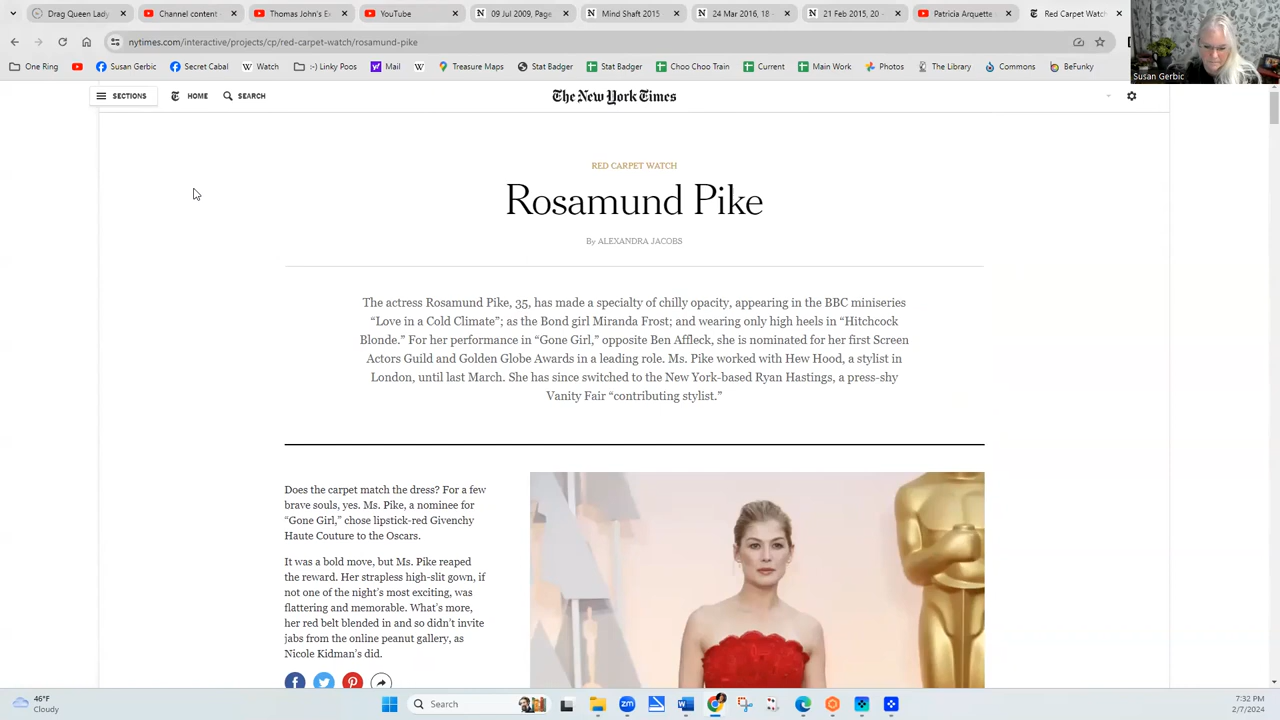 Drag Queen Lady
Channel content
Thomas John's E
YouTube
09 Jul 2009, Page
Mind Shaft 2015
24 Mar 2016, 18 -
21 Feb 2015, 20 -
Patricia Arquette
Red Carpet Watch
nytimes.com/interactive/projects/cp/red-carpet-watch/rosamund-pike
One Ring
Susan Gerbic
Secret Cabal
Watch
:-) Linky Poos
Mail
Treasure Maps
Stat Badger
Stat Badger
Choo Choo Train
Current
Main Work
Photos
The Library
Commons
BeFunky
Susan Gerbic
SECTIONS
HOME
SEARCH
The New York Times
RED CARPET WATCH
Rosamund Pike
By ALEXANDRA JACOBS
The actress Rosamund Pike, 35, has made a specialty of chilly opacity, appearing in the BBC miniseries
“Love in a Cold Climate”; as the Bond girl Miranda Frost; and wearing only high heels in “Hitchcock
Blonde.” For her performance in “Gone Girl,” opposite Ben Affleck, she is nominated for her first Screen
Actors Guild and Golden Globe Awards in a leading role. Ms. Pike worked with Hew Hood, a stylist in
London, until last March. She has since switched to the New York-based Ryan Hastings, a press-shy
Vanity Fair “contributing stylist.”
Does the carpet match the dress? For a few
brave souls, yes. Ms. Pike, a nominee for
“Gone Girl,” chose lipstick-red Givenchy
Haute Couture to the Oscars.
It was a bold move, but Ms. Pike reaped
the reward. Her strapless high-slit gown, if
not one of the night’s most exciting, was
flattering and memorable. What’s more,
her red belt blended in and so didn’t invite
jabs from the online peanut gallery, as
Nicole Kidman’s did.
46°F
Cloudy
Search
7:32 PM
2/7/2024